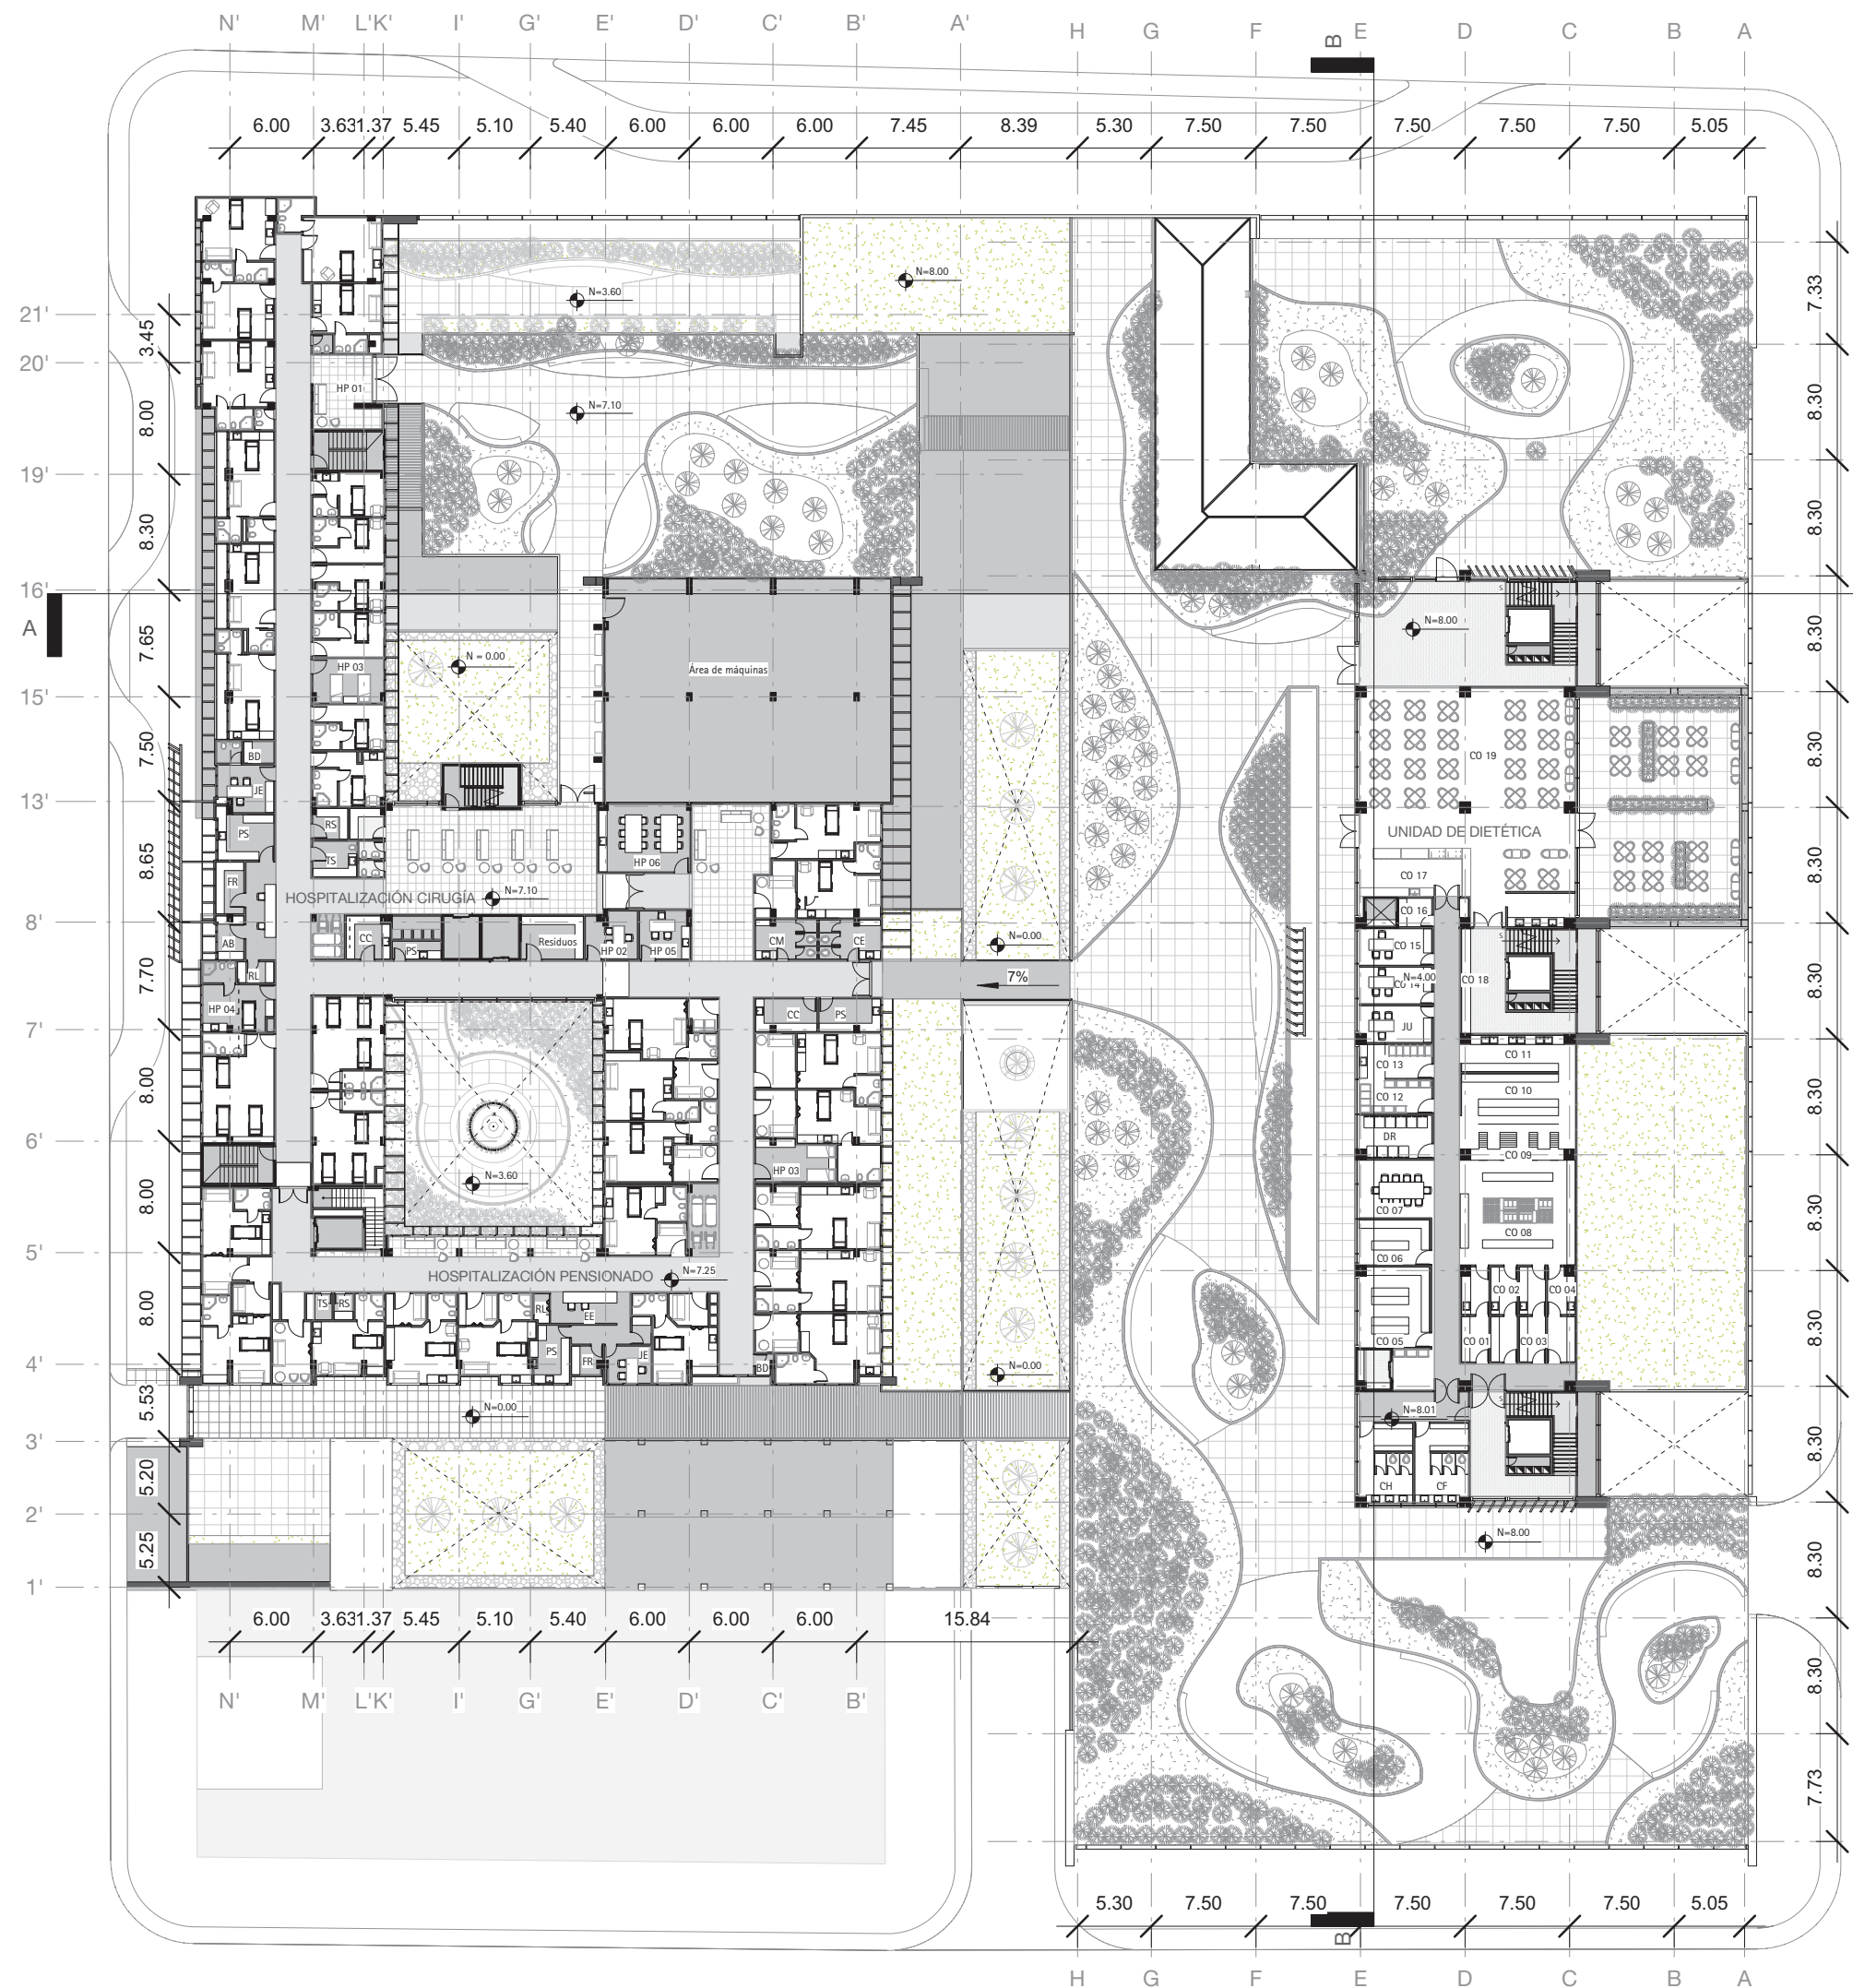 N' M' L' K' I' G' E' D' C' B' A' H G F E D C B A
B
6.00 3.63 1.37 5.45 5.10 5.40 6.00 6.00 6.00 7.45 8.39 5.30 7.50 7.50 7.50 7.50 7.50 5.05
N=8.00
N=3.60
7.33
21'
3.45
20'
HP 01
N=7.10
8.00
8.30
19'
8.30
8.30
16'
A
N=8.00
8.30
7.65
N = 0.00
HP 03
Área de máquinas
15'
7.50
BD
CO 19
8.30
JE
13'
PS
RS
UNIDAD DE DIETÉTICA
8.65
TS
HP 06
8.30
FR
CO 17
HOSPITALIZACIÓN CIRUGÍA
N=7.10
CO 16
8'
AB
CC
PS
Residuos
HP 02
HP 05
CM
CE
N=0.00
CO 15
7.70
RL
7%
N=4.00
CO 14
CO 18
8.30
HP 04
CC
PS
JU
7'
CO 11
CO 13
8.00
CO 10
CO 12
8.30
DR
6'
HP 03
CO 09
N=3.60
CO 07
8.00
8.30
CO 08
5'
CO 06
HOSPITALIZACIÓN PENSIONADO
N=7.25
CO 02
CO 04
8.00
TS
RS
RL
EE
CO 01
CO 03
8.30
PS
FR
JE
BD
CO 05
4'
N=0.00
5.53
N=0.00
N=8.01
3'
8.30
5.20
CH
CF
2'
N=8.00
5.25
8.30
1'
6.00 3.63 1.37 5.45 5.10 5.40 6.00 6.00 6.00 15.84
8.30
N' M' L' K' I' G' E' D' C' B'
7.73
5.30 7.50 7.50 7.50 7.50 7.50 5.05
B
H G F E D C B A